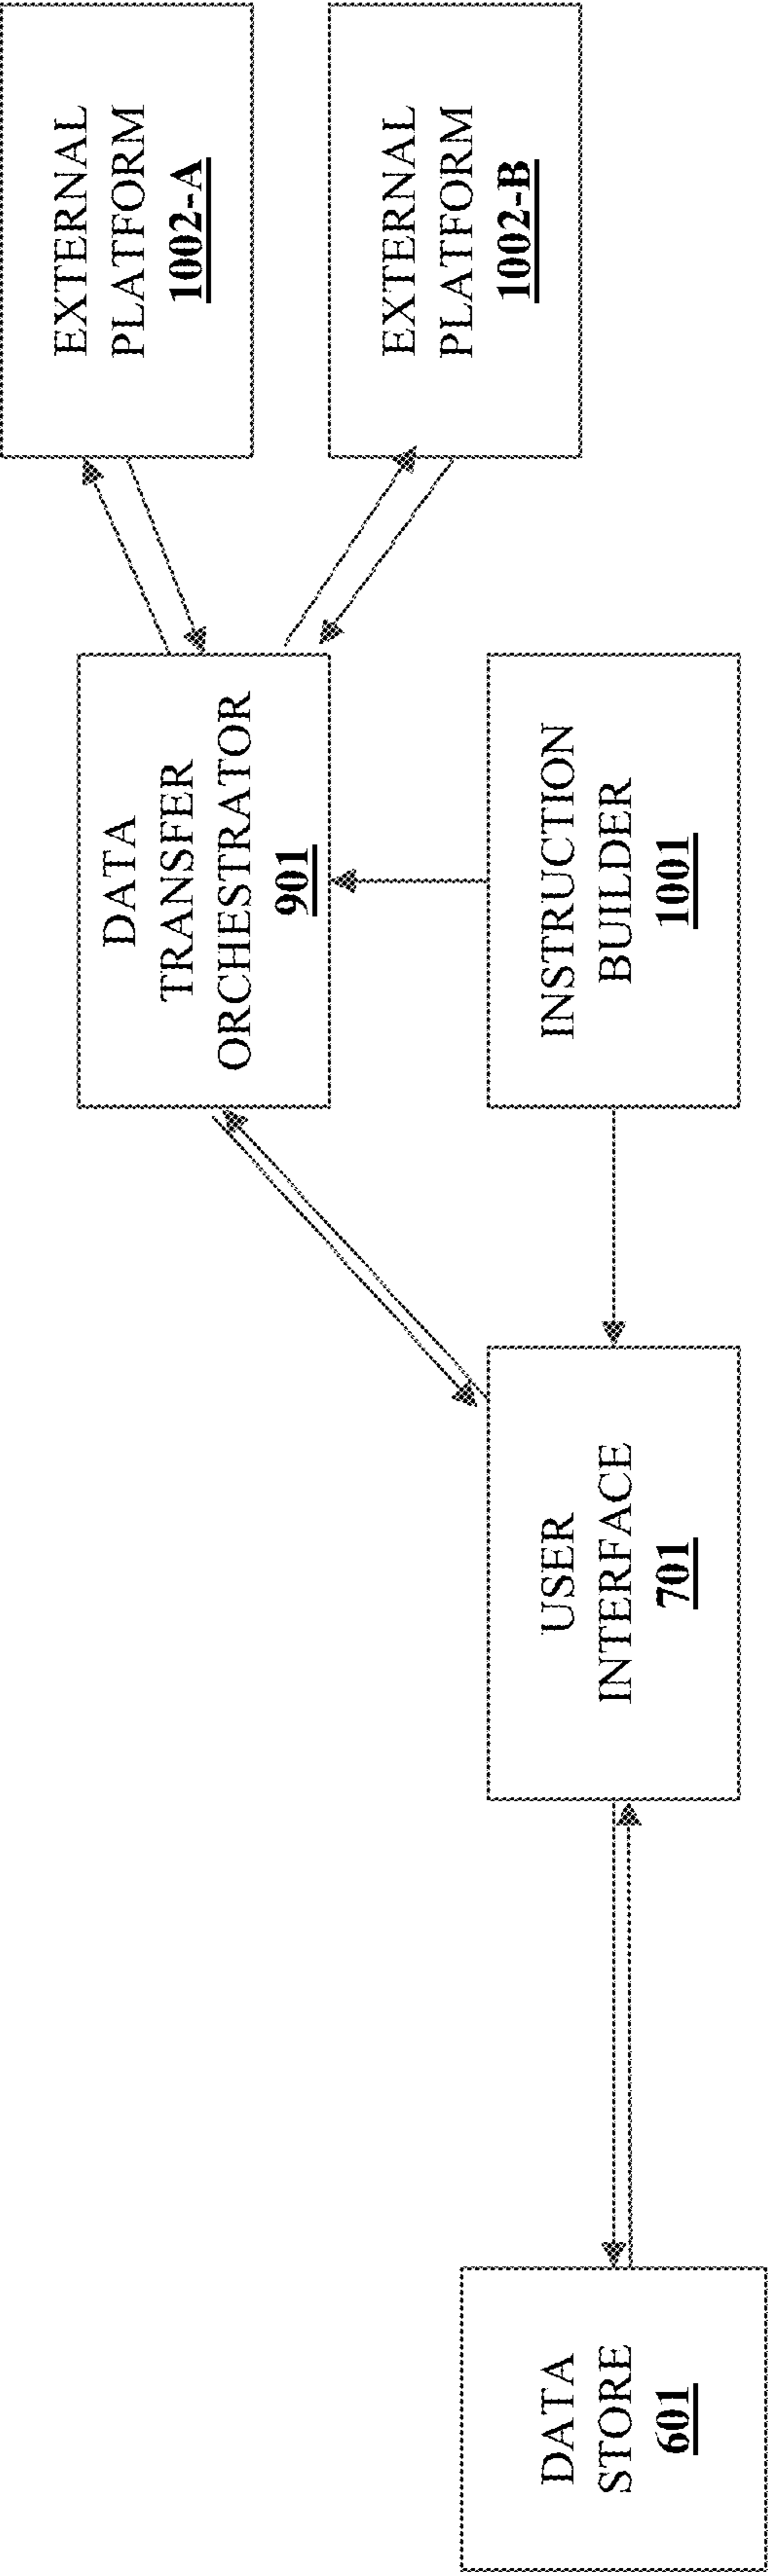 DATA
STORE
601
USER
INTERFACE
701
DATA
TRANSFER
ORCHESTRATOR
901
INSTRUCTION
BUILDER
1001
EXTERNAL
PLATFORM
1002-A
EXTERNAL
PLATFORM
1002-B